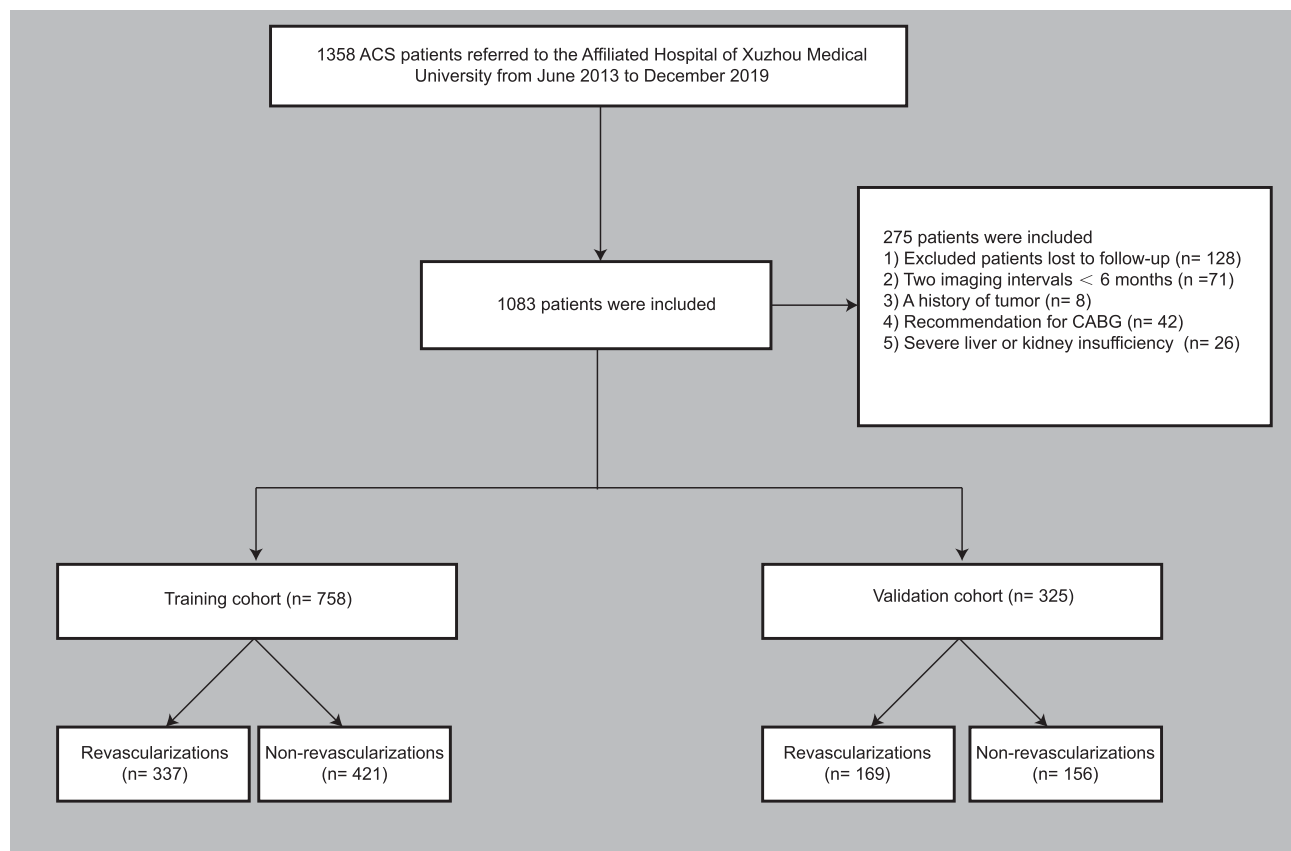 1358 ACS patients referred to the Affiliated Hospital of Xuzhou Medical
University from June 2013 to December 2019
275 patients were included
1) Excluded patients lost to follow-up (n= 128)
2) Two imaging intervals < 6 months (n =71)
3) A history of tumor (n= 8)
4) Recommendation for CABG (n= 42)
5) Severe liver or kidney insufficiency (n= 26)
1083 patients were included
Training cohort (n= 758)
Validation cohort (n= 325)
Revascularizations
(n= 337)
Non-revascularizations
(n= 421)
Revascularizations
(n= 169)
Non-revascularizations
(n= 156)